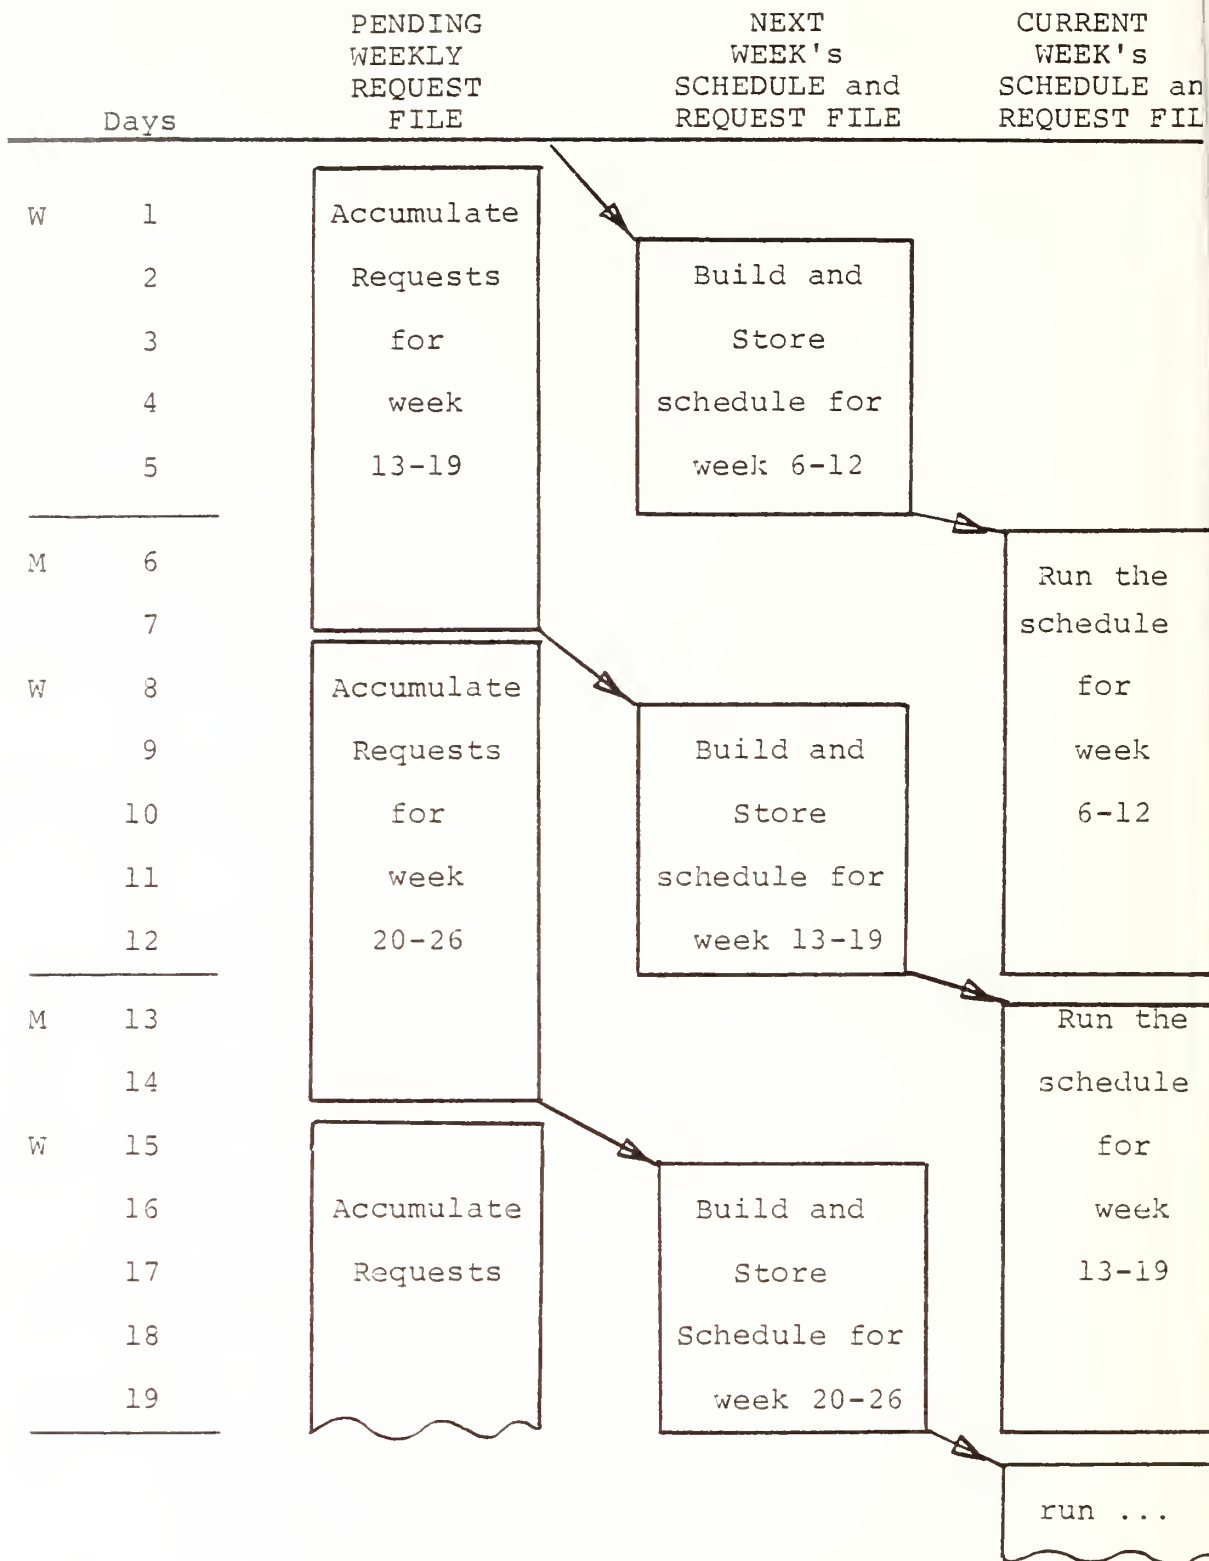 PENDING NEXT CURRENT
WEEKLY WEEK's WEEK's
REQUEST SCHEDULE and SCHEDULE an
Days FILE REQUEST FILE REQUEST FIL
W 1 Accumulate
2 Requests Build and
3 for Store
4 week schedule for
5 13-19 week 6-12
M 6 Run the
7 schedule
W 8 Accumulate for
9 Requests Build and week
10 for Store 6-12
11 week schedule for
12 20-26 week 13-19
M 13 Run the
14 schedule
W 15 for
16 Accumulate Build and week
17 Requests Store 13-19
18 Schedule for
19 week 20-26
run ...